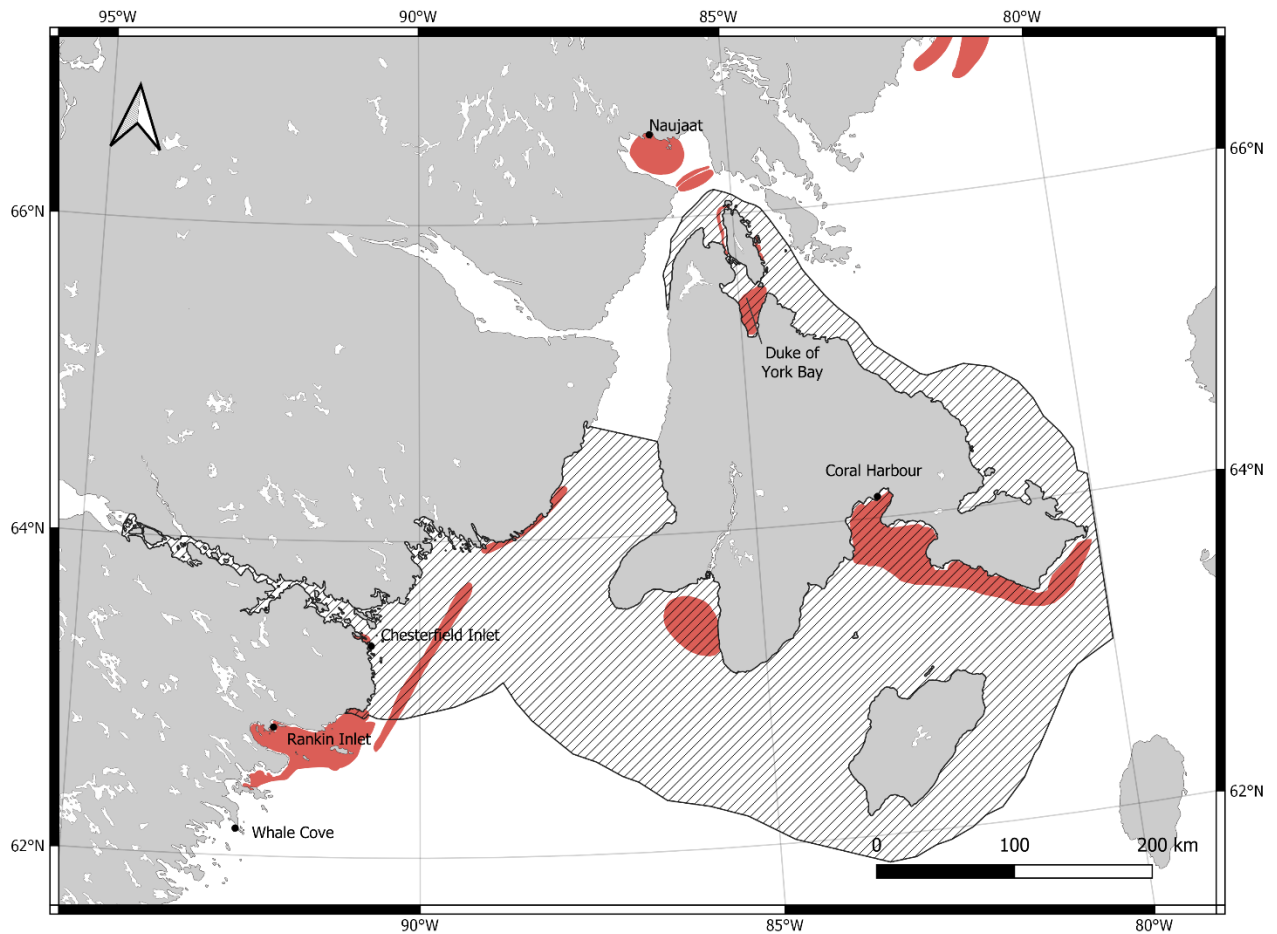 95°W
90°W
85°W
80°W
Naujaat
66°N
66°N
Duke of
York Bay
Coral Harbour
64°N
64°N
Chesterfield Inlet
Rankin Inlet
62°N
Whale Cove
62°N
0
100
200 km
90°W
85°W
80°W